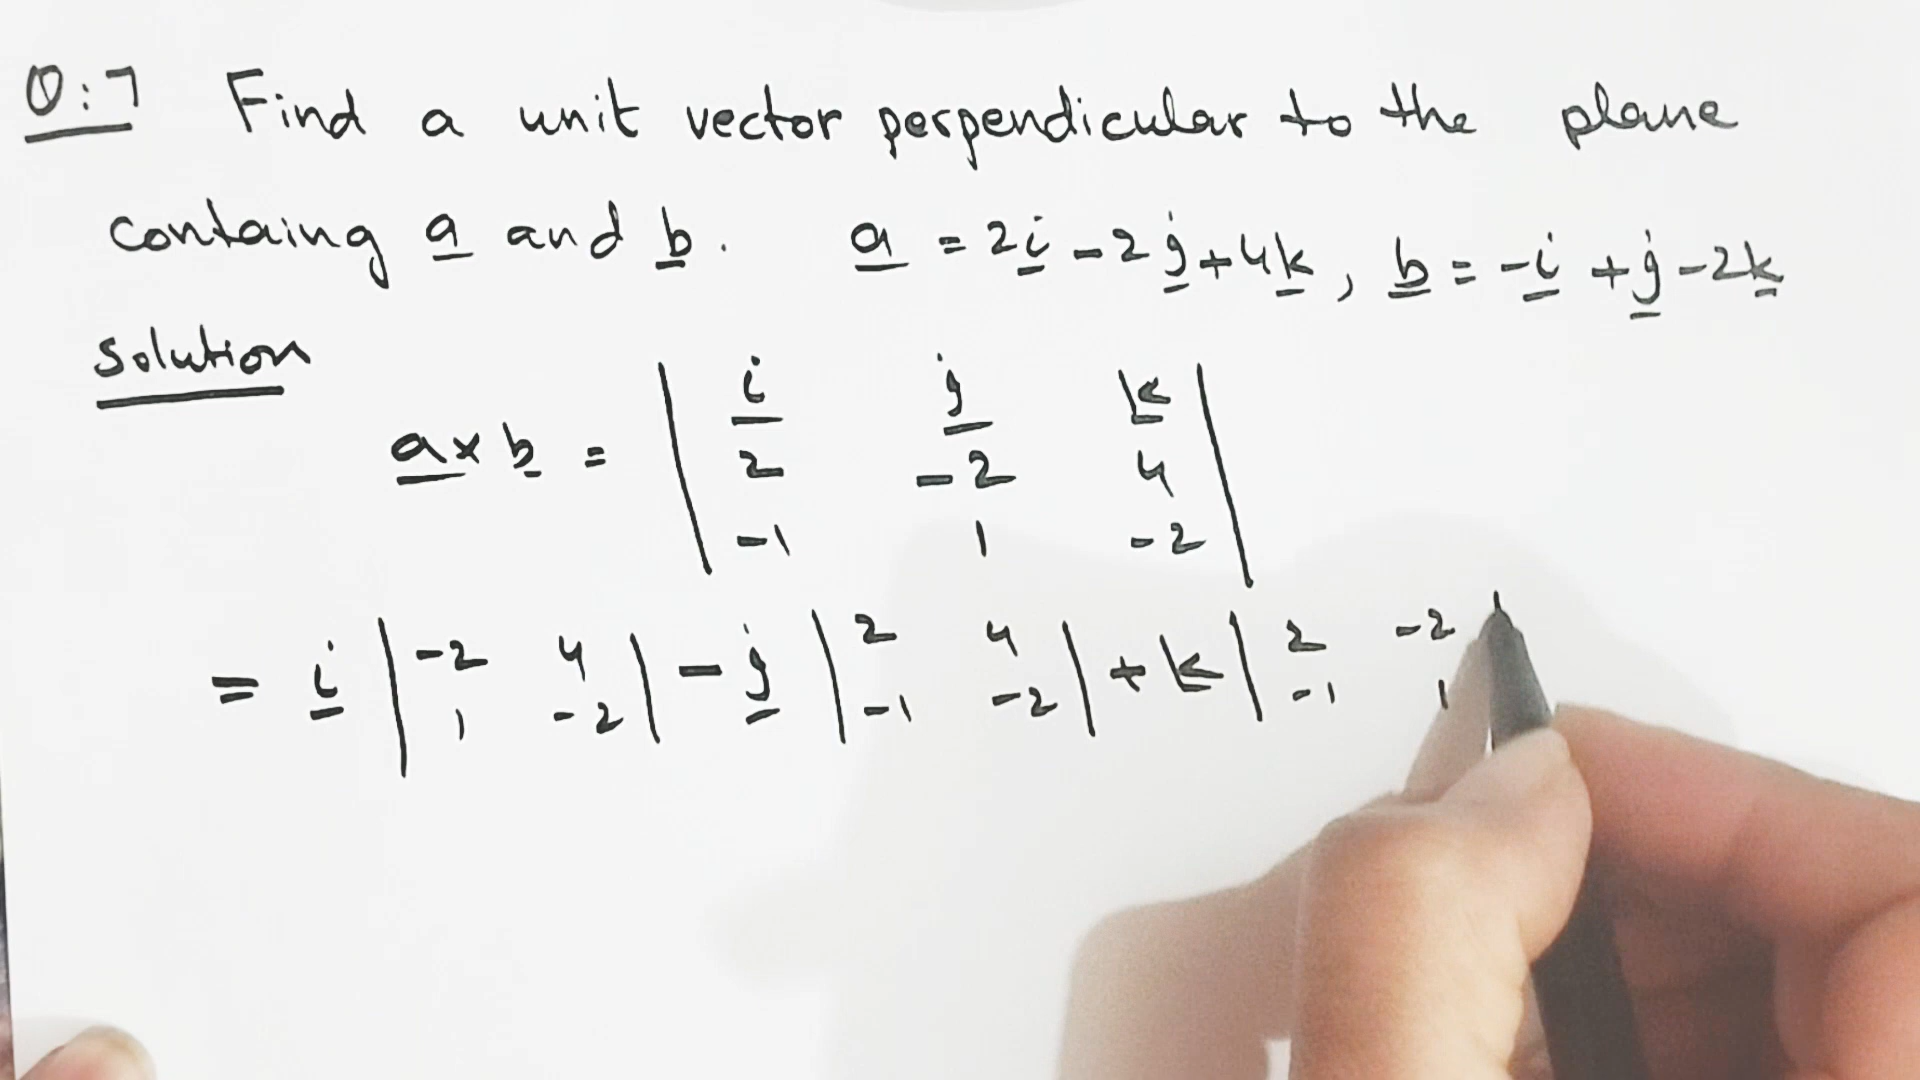 Q:7 Find a unit vector perpendicular to the plane
containg a and b. a = 2i - 2j + 4k, b = -i + j - 2k
Solution
a × b = | i j k |
2 -2 4
-1 1 -2
= i | -2 4 | - j | 2 4 | + k | 2 -2 |
1 -2 -1 -2 -1 1